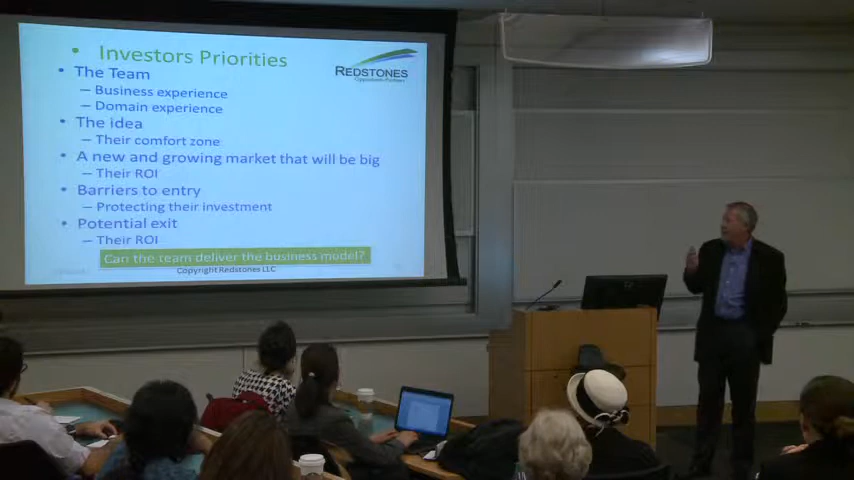 • Investors Priorities
REDSTONES
• The Team
– Business experience
– Domain experience
• The idea
– Their comfort zone
• A new and growing market that will be big
– Their ROI
• Barriers to entry
– Protecting their investment
• Potential exit
– Their ROI
Can the team deliver the business model?
Copyright Redstones LLC